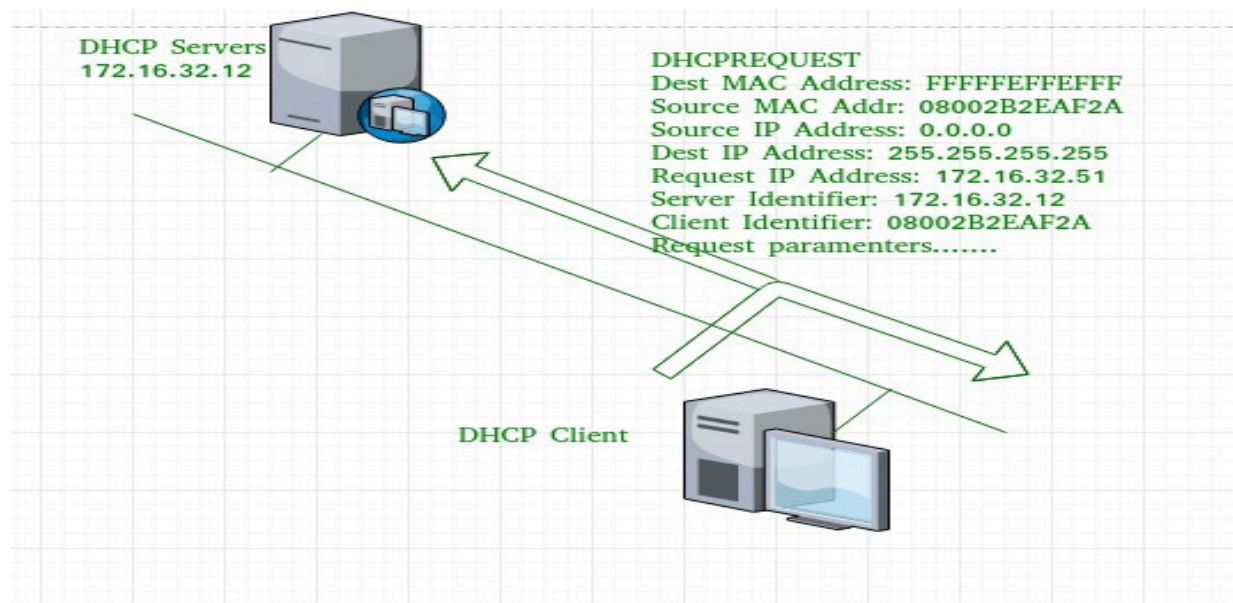 DHCP Servers
172.16.32.12
DHCPREQUEST
Dest MAC Address: FFFFFEFFEFFF
Source MAC Addr: 08002B2EAF2A
Source IP Address: 0.0.0.0
Dest IP Address: 255.255.255.255
Request IP Address: 172.16.32.51
Server Identifier: 172.16.32.12
Client Identifier: 08002B2EAF2A
Request paramenters.......
DHCP Client